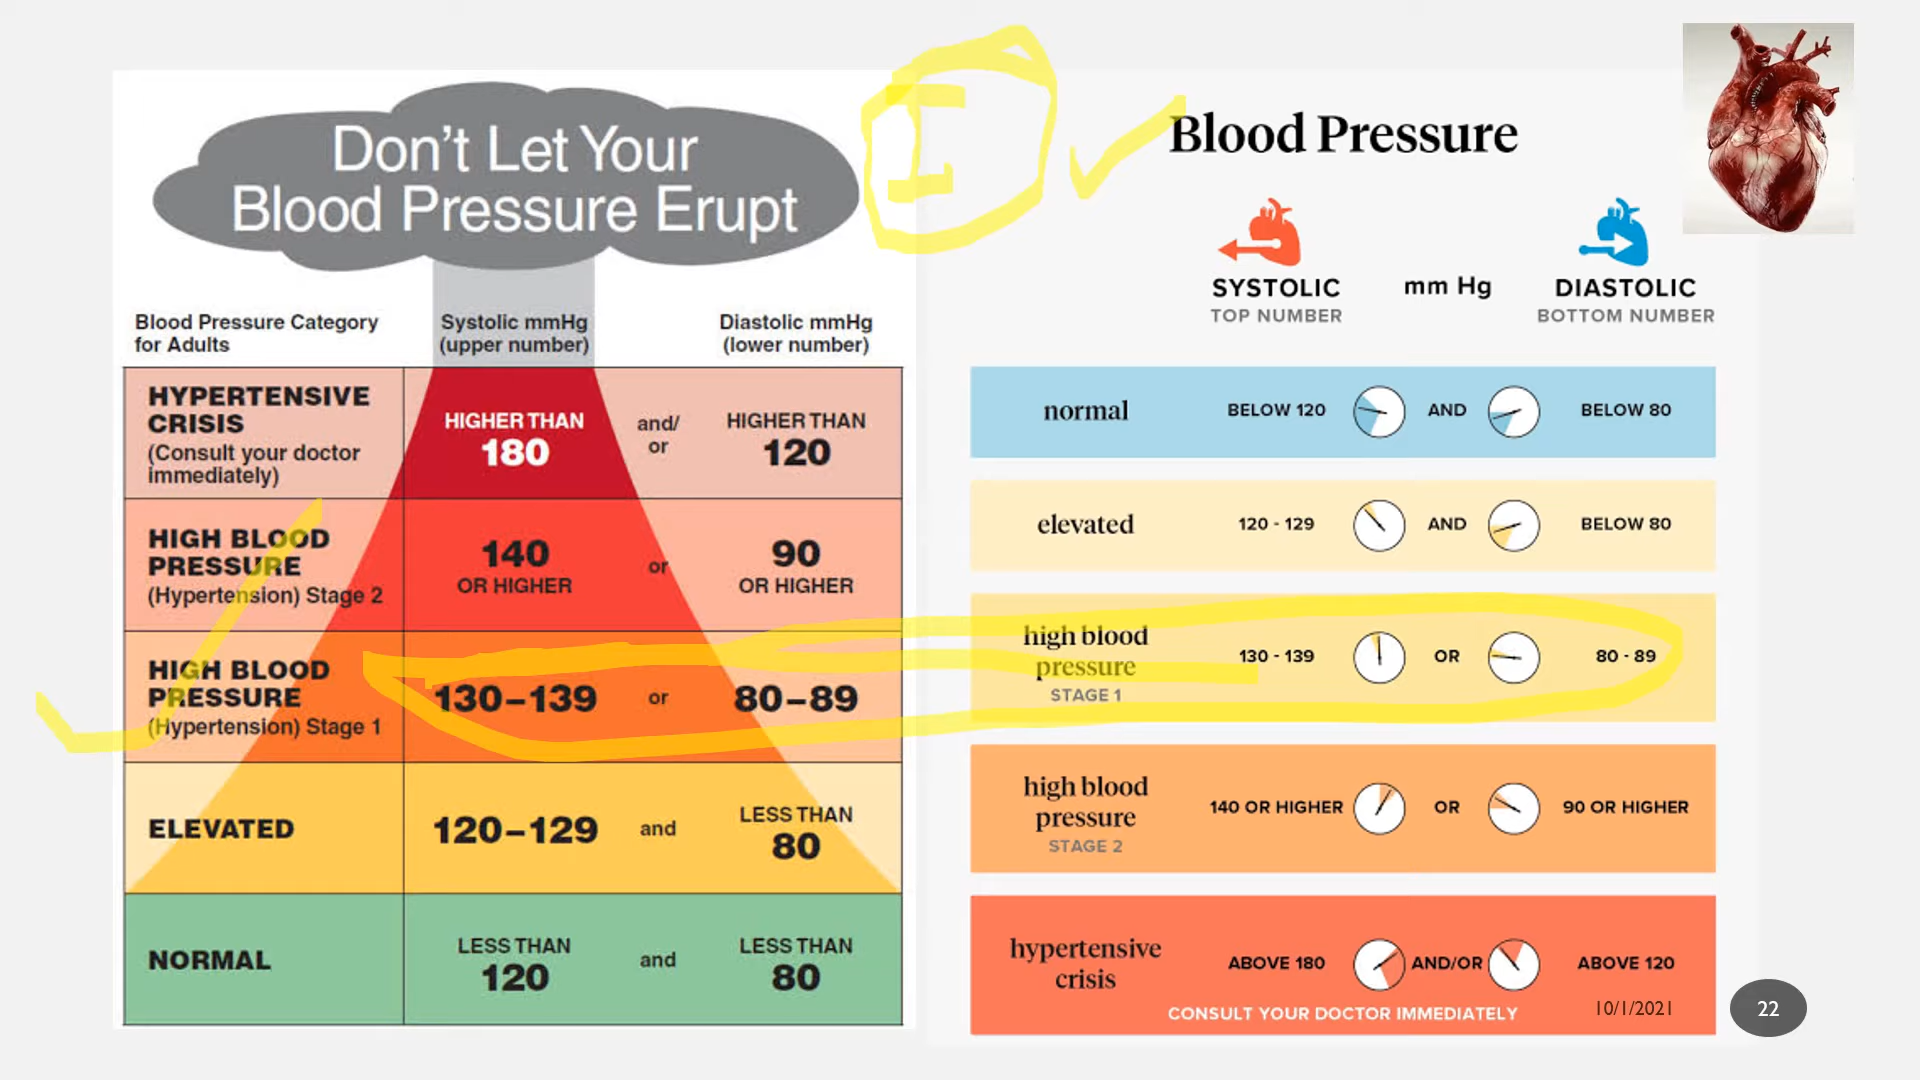 Don't Let Your
Blood Pressure Erupt
Blood Pressure Category
for Adults
Systolic mmHg
(upper number)
Diastolic mmHg
(lower number)
HYPERTENSIVE
CRISIS
(Consult your doctor
immediately)
HIGHER THAN
180
and/
or
HIGHER THAN
120
HIGH BLOOD
PRESSURE
(Hypertension) Stage 2
140
OR HIGHER
or
90
OR HIGHER
HIGH BLOOD
PRESSURE
(Hypertension) Stage 1
130–139
or
80–89
ELEVATED
120–129
and
LESS THAN
80
NORMAL
LESS THAN
120
and
LESS THAN
80
I
Blood Pressure
SYSTOLIC
TOP NUMBER
mm Hg
DIASTOLIC
BOTTOM NUMBER
normal
BELOW 120
AND
BELOW 80
elevated
120 - 129
AND
BELOW 80
high blood
pressure
STAGE 1
130 - 139
OR
80 - 89
high blood
pressure
STAGE 2
140 OR HIGHER
OR
90 OR HIGHER
hypertensive
crisis
ABOVE 180
AND/OR
ABOVE 120
CONSULT YOUR DOCTOR IMMEDIATELY
10/1/2021
22